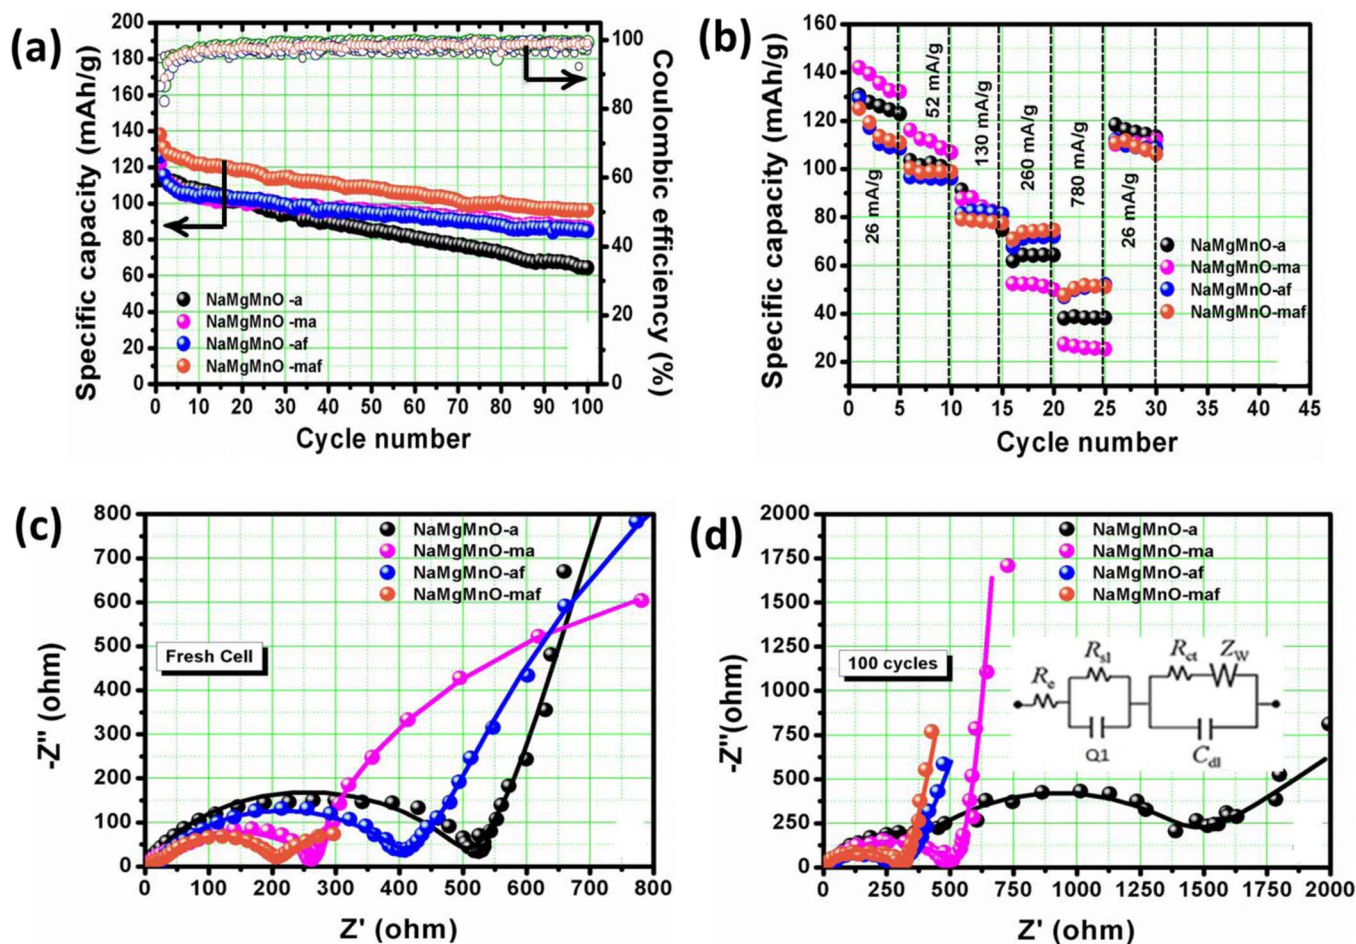 (a)
Specific capacity (mAh/g)
200
180
160
140
120
100
80
60
40
20
0
NaMgMnO -a
NaMgMnO -ma
NaMgMnO -af
NaMgMnO -maf
0 10 20 30 40 50 60 70 80 90 100
Cycle number
100
80
60
40
20
0
Coulombic efficiency (%)
(b)
Specific capacity (mAh/g)
160
140
120
100
80
60
40
20
26 mA/g
52 mA/g
130 mA/g
260 mA/g
780 mA/g
26 mA/g
NaMgMnO-a
NaMgMnO-ma
NaMgMnO-af
NaMgMnO-maf
0 5 10 15 20 25 30 35 40 45
Cycle number
(c)
-Z'' (ohm)
800
700
600
500
400
300
200
100
0
NaMgMnO-a
NaMgMnO-ma
NaMgMnO-af
NaMgMnO-maf
Fresh Cell
0 100 200 300 400 500 600 700 800
Z' (ohm)
(d)
-Z''(ohm)
2000
1750
1500
1250
1000
750
500
250
0
NaMgMnO-a
NaMgMnO-ma
NaMgMnO-af
NaMgMnO-maf
100 cycles
Re
Rsl
Q1
Rct
ZW
Cdl
0 250 500 750 1000 1250 1500 1750 2000
Z' (ohm)